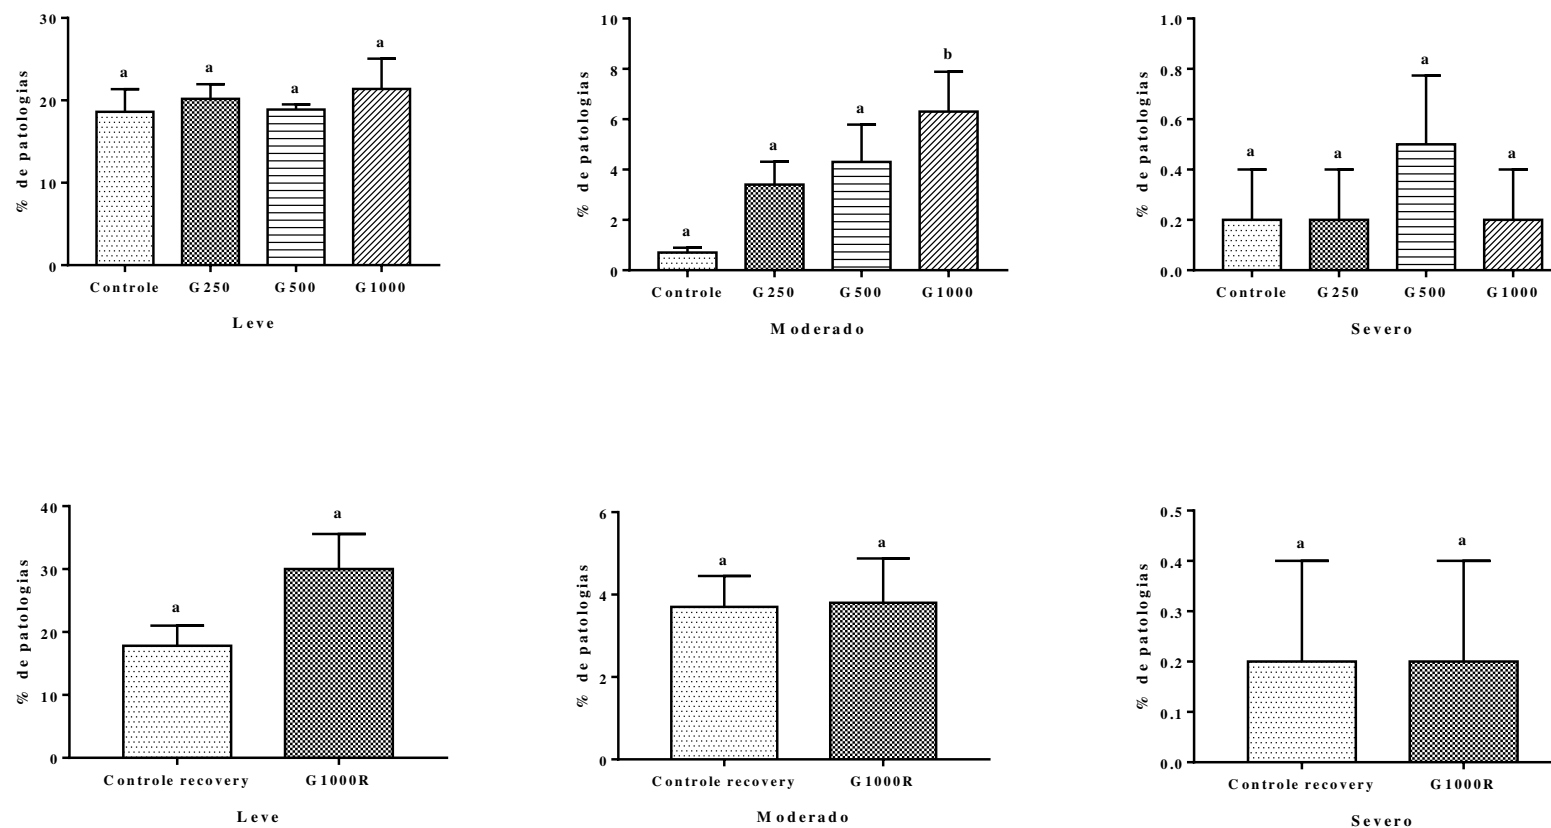 % de patologias
30
20
10
0
a
a
a
a
Controle G250 G500 G1000
Leve
% de patologias
10
8
6
4
2
0
a
a
a
b
Controle G250 G500 G1000
Moderado
% de patologias
1.0
0.8
0.6
0.4
0.2
0.0
a
a
a
a
Controle G250 G500 G1000
Severo
% de patologias
40
30
20
10
0
a
a
Controle recovery G1000R
Leve
% de patologias
6
4
2
0
a
a
Controle recovery G1000R
Moderado
% de patologias
0.5
0.4
0.3
0.2
0.1
0.0
a
a
Controle recovery G1000R
Severo